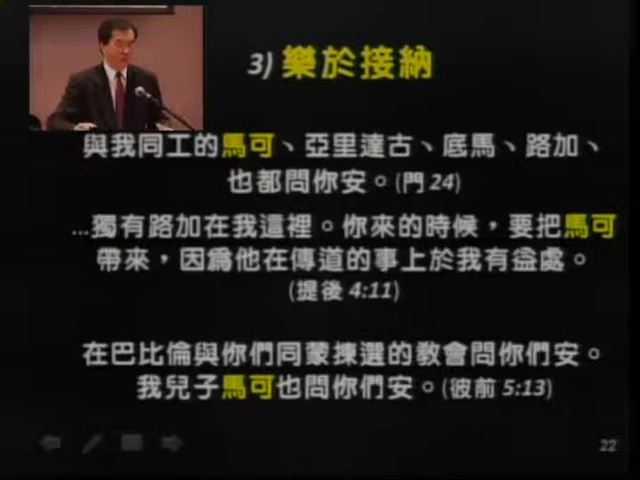 3) 樂於接納
與我同工的馬可、亞里達古、底馬、路加、
也都問你安。(門 24)
...獨有路加在我這裡。你來的時候，要把馬可
帶來，因為他在傳道的事上於我有益處。
(提後 4:11)
在巴比倫與你們同蒙揀選的教會問你們安。
我兒子馬可也問你們安。(彼前 5:13)
22